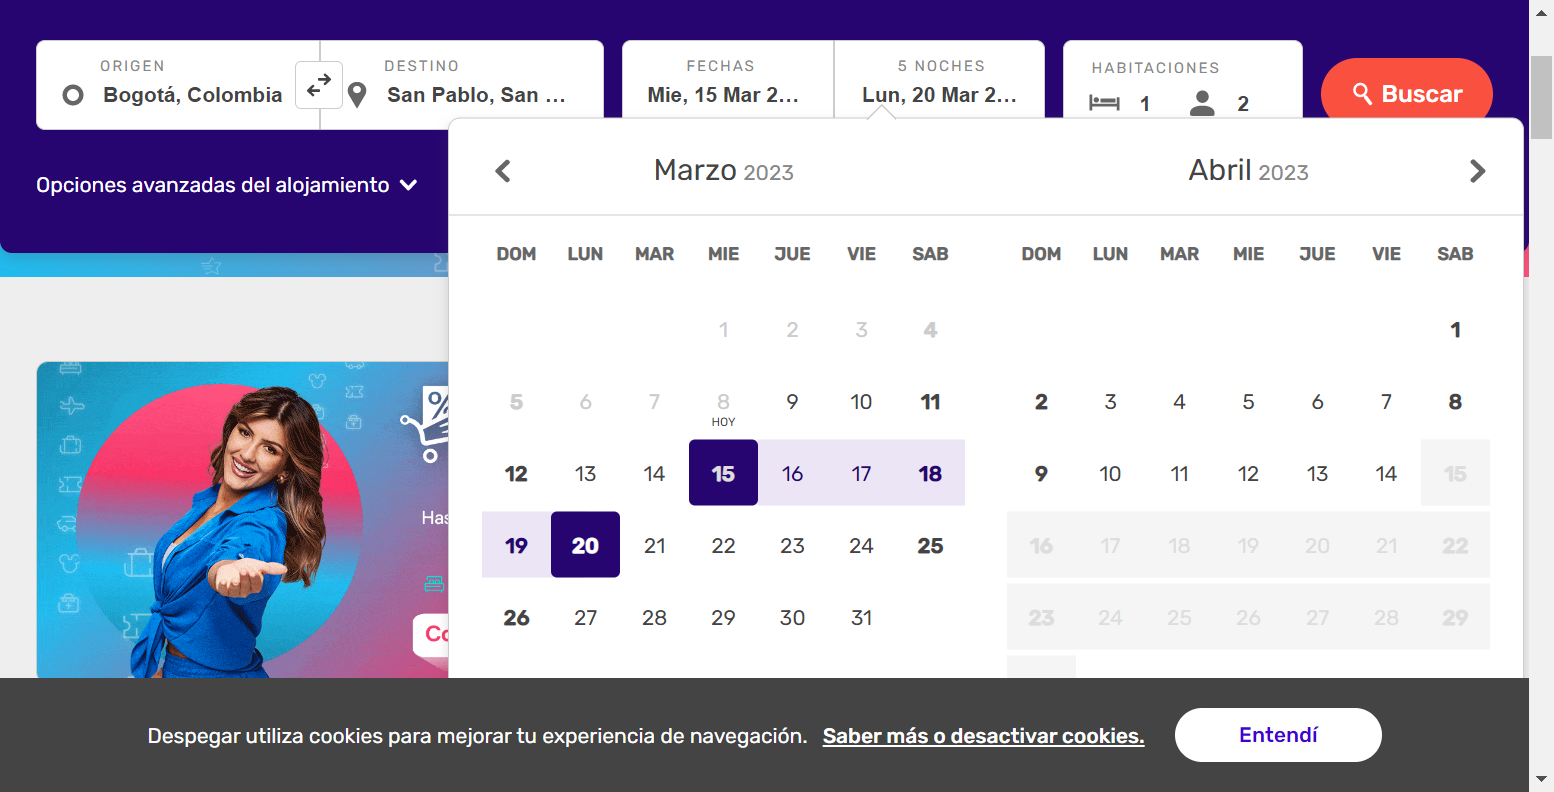 ORIGEN
Bogotá, Colombia
DESTINO
San Pablo, San ...
FECHAS
Mie, 15 Mar 2...
5 NOCHES
Lun, 20 Mar 2...
HABITACIONES
1 2
Buscar
Opciones avanzadas del alojamiento
Marzo 2023
DOM LUN MAR MIE JUE VIE SAB
1 2 3 4
5 6 7 8 9 10 11
HOY
12 13 14 15 16 17 18
19 20 21 22 23 24 25
26 27 28 29 30 31
Abril 2023
DOM LUN MAR MIE JUE VIE SAB
1
2 3 4 5 6 7 8
9 10 11 12 13 14 15
16 17 18 19 20 21 22
23 24 25 26 27 28 29
%
Has
Despegar utiliza cookies para mejorar tu experiencia de navegación. Saber más o desactivar cookies.
Entendí